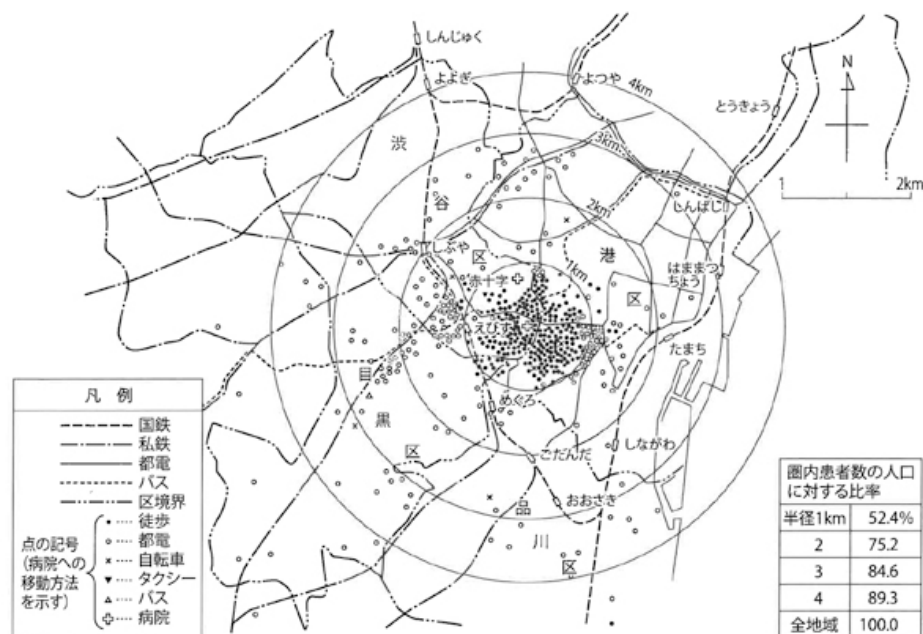 しんじゅく
よよぎ
よつや
4km
とうきょう
N
渋
3km
2km
谷
2km
しんばし
しぶや
区
港
赤十字
1km
はままつ
ちょう
区
えびす
たまち
目
めぐろ
黒
しながわ
ごだんだ
区
おおさき
品
川
区
凡 例
国鉄
私鉄
都電
バス
区境界
点の記号
(病院への
移動方法
を示す)
徒歩
都電
自転車
タクシー
バス
病院
圏内患者数の人口
に対する比率
半径1km 52.4%
2 75.2
3 84.6
4 89.3
全地域 100.0